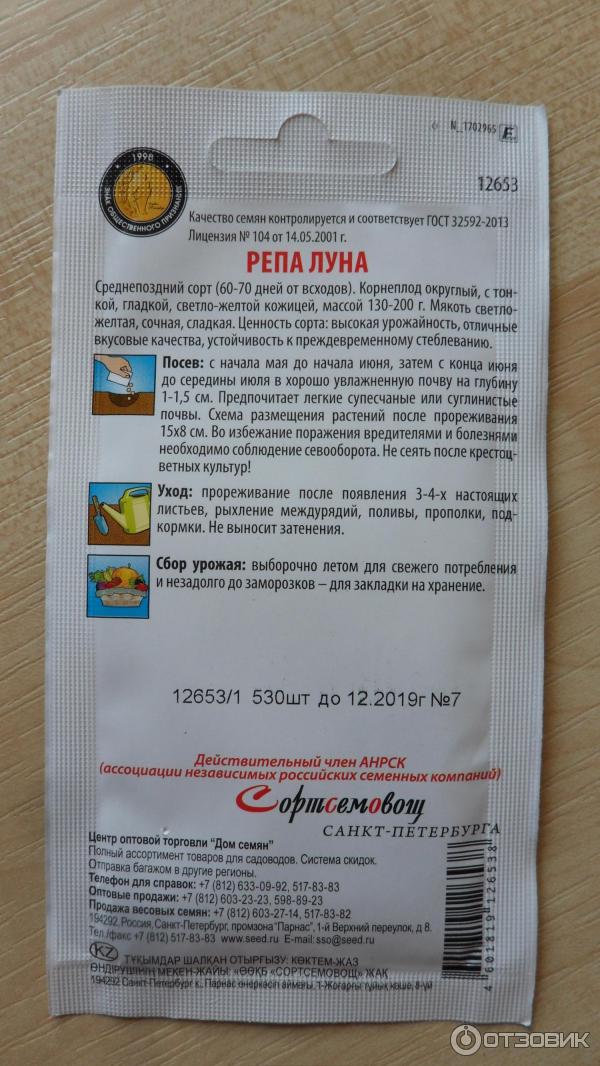 N_1702965
12653
1998
ЗНАК ОБЩЕСТВЕННОГО ПРИЗНАНИЯ
Качество семян контролируется и соответствует ГОСТ 32592-2013
Лицензия № 104 от 14.05.2001 г.
РЕПА ЛУНА
Среднепоздний сорт (60-70 дней от всходов). Корнеплод округлый, с тон-
кой, гладкой, светло-желтой кожицей, массой 130-200 г. Мякоть светло-
желтая, сочная, сладкая. Ценность сорта: высокая урожайность, отличные
вкусовые качества, устойчивость к преждевременному стеблеванию.
Посев: с начала мая до начала июня, затем с конца июня
до середины июля в хорошо увлажненную почву на глубину
1-1,5 см. Предпочитает легкие супесчаные или суглинистые
почвы. Схема размещения растений после прореживания
15х8 см. Во избежание поражения вредителями и болезнями
необходимо соблюдение севооборота. Не сеять после крестоц-
ветных культур!
Уход: прореживание после появления 3-4-х настоящих
листьев, рыхление междурядий, поливы, прополки, под-
кормки. Не выносит затенения.
Сбор урожая: выборочно летом для свежего потребления
и незадолго до заморозков – для закладки на хранение.
12653/1 530шт до 12.2019г №7
Действительный член АНРСК
(ассоциации независимых российских семенных компаний)
Сортсемовощ
САНКТ-ПЕТЕРБУРГА
Центр оптовой торговли "Дом семян"
Полный ассортимент товаров для садоводов. Система скидок.
Отправка багажом в другие регионы.
Телефон для справок: +7 (812) 633-09-92, 517-83-83
Оптовые продажи: +7 (812) 603-23-23, 598-89-23
Продажа весовых семян: +7 (812) 603-27-14, 517-83-82
194292, Россия, Санкт-Петербург, промзона "Парнас", 1-й Верхний переулок, д. 8.
Тел./факс +7 (812) 517-83-83 www.seed.ru E-mail: sso@seed.ru
KZ ТҰҚЫМДАР ШАЛҚАН ОТЫРҒЫЗУ: КӨКТЕМ-ЖАЗ
ӨНДІРУШІНІҢ МЕКЕН-ЖАЙЫ: «ӨӨКБ «СОРТСЕМОВОЩ» ЖАҚ
194292 Санкт-Петербург к., Парнас өнеркәсіп аймағы, 1-Жоғарғы тұйық көше, 8-үй
4 601819 126538
ОТЗОВИК